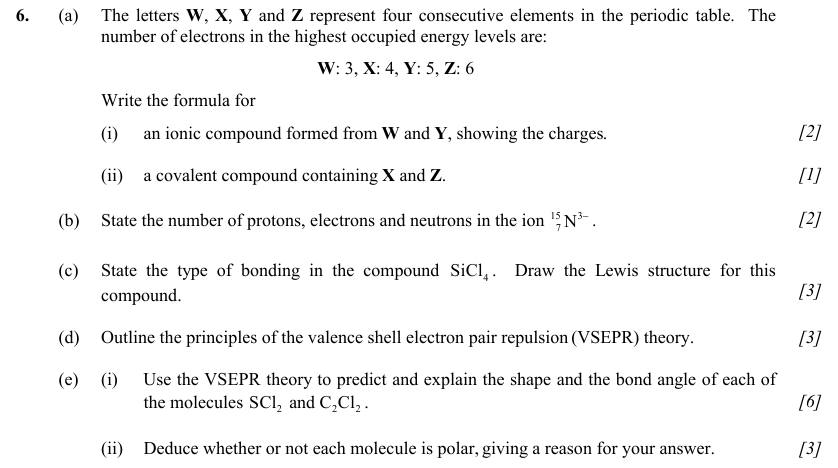 6. (a) The letters W, X, Y and Z represent four consecutive elements in the periodic table. The
number of electrons in the highest occupied energy levels are:
W: 3, X: 4, Y: 5, Z: 6
Write the formula for
(i) an ionic compound formed from W and Y, showing the charges. [2]
(ii) a covalent compound containing X and Z. [1]
(b) State the number of protons, electrons and neutrons in the ion ¹⁵₇N³⁻. [2]
(c) State the type of bonding in the compound SiCl₄. Draw the Lewis structure for this
compound. [3]
(d) Outline the principles of the valence shell electron pair repulsion (VSEPR) theory. [3]
(e) (i) Use the VSEPR theory to predict and explain the shape and the bond angle of each of
the molecules SCl₂ and C₂Cl₂. [6]
(ii) Deduce whether or not each molecule is polar, giving a reason for your answer. [3]